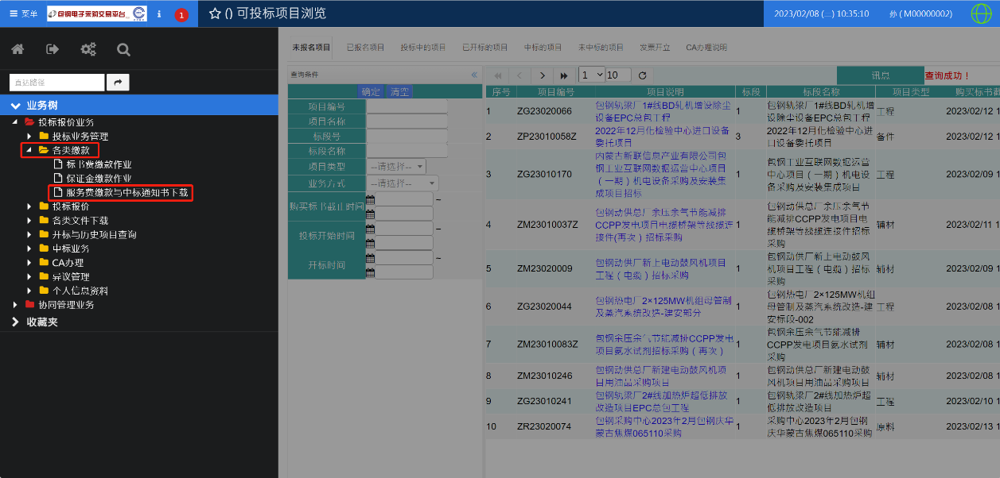 菜单
包钢电子采购交易平台
i
1
() 可投标项目浏览
2023/02/08 (三) 10:35:10
孙 ( M00000002)
直达路径
业务树
投标报价业务
投标业务管理
各类缴款
标书费缴款作业
保证金缴款作业
服务费缴款与中标通知书下载
投标报价
各类文件下载
开标与历史项目查询
中标业务
CA办理
异议管理
个人信息资料
协同管理业务
收藏夹
未报名项目 已报名项目 投标中的项目 已开标的项目 中标的项目 未中标的项目 发票开立 CA办理说明
查询条件
确定 清空
项目编号
项目名称
标段号
标段名称
项目类型 --请选择--
业务方式 --请选择--
购买标书截止时间 ~
投标开始时间 ~
开标时间 ~
1 10
讯息 查询成功！
序号 项目编号 项目说明 标段 标段名称 项目类型 购买标书截
1 ZG23020066 包钢轨梁厂1#线BD轧机增设除尘 1 包钢轨梁厂1#线BD轧机增 工程 2023/02/12 1
设备EPC总包工程 设除尘设备EPC总包工程
2 ZP23010058Z 2022年12月化检验中心进口设备 3 2022年12月化检验中心进 备件 2023/02/12 1
委托项目 口设备委托项目
3 ZG23010170 内蒙古新联信息产业有限公司包 1 包钢工业互联网数据运营 工程 2023/02/09 1
钢工业互联网数据运营中心项目 中心项目（一期）机电设
（一期）机电设备采购及安装集 备采购及安装集成项目
成项目招标
4 ZM23010037Z 包钢动供总厂余压余气节能减排 1 包钢动供总厂余压余气节 辅材 2023/02/11 1
CCPP发电项目电缆桥架等线缆连 能减排CCPP发电项目电
接件(再次）招标采购 缆桥架等线缆连接件招标
采购
5 ZM23020009 包钢动供厂新上电动鼓风机项目 1 包钢动供厂新上电动鼓风 辅材 2023/02/09 1
工程（电缆）招标采购 机项目工程（电缆）招标
采购
6 ZG23020044 包钢热电厂2×125MW机组母管制 1 包钢热电厂2×125MW机组 工程 2023/02/08 1
及蒸汽系统改造-建安部分 母管制及蒸汽系统改造-建
安标段-002
7 ZM23010083Z 包钢余压余气节能减排CCPP发电 1 包钢余压余气节能减排 辅材 2023/02/08 1
项目氨水试剂招标采购（再次） CCPP发电项目氨水试剂
采购
8 ZM23010246 包钢动供总厂新建电动鼓风机项 1 包钢动供总厂新建电动鼓 辅材 2023/02/08 1
目用油品采购项目 风机项目用油品采购项目
9 ZG23010241 包钢轨梁厂2#线加热炉超低排放 1 包钢轨梁厂2#线加热炉超 工程 2023/02/10 1
改造项目EPC总包工程 低排放改造项目
10 ZR23020074 包钢采购中心2023年2月包钢庆华 1 采购中心2023年2月包钢 原料 2023/02/13 1
蒙古焦煤065110采购 庆华蒙古焦煤065110采购